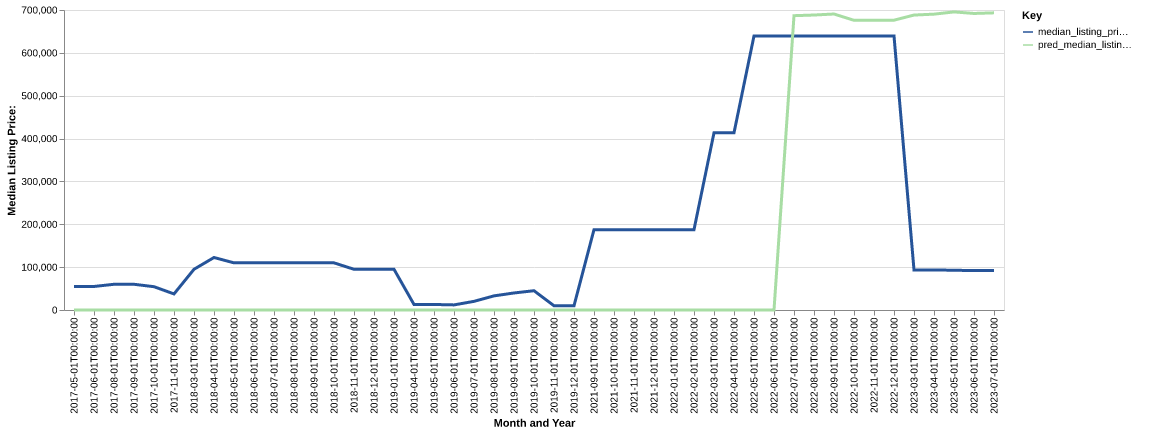 700,000
600,000
500,000
400,000
300,000
200,000
100,000
0
Median Listing Price:
2017-05-01T00:00:00
2017-06-01T00:00:00
2017-08-01T00:00:00
2017-09-01T00:00:00
2017-10-01T00:00:00
2017-11-01T00:00:00
2018-03-01T00:00:00
2018-04-01T00:00:00
2018-05-01T00:00:00
2018-06-01T00:00:00
2018-07-01T00:00:00
2018-08-01T00:00:00
2018-09-01T00:00:00
2018-10-01T00:00:00
2018-11-01T00:00:00
2018-12-01T00:00:00
2019-01-01T00:00:00
2019-04-01T00:00:00
2019-05-01T00:00:00
2019-06-01T00:00:00
2019-07-01T00:00:00
2019-08-01T00:00:00
2019-09-01T00:00:00
2019-10-01T00:00:00
2019-11-01T00:00:00
2019-12-01T00:00:00
2021-09-01T00:00:00
2021-10-01T00:00:00
2021-11-01T00:00:00
2021-12-01T00:00:00
2022-01-01T00:00:00
2022-02-01T00:00:00
2022-03-01T00:00:00
2022-04-01T00:00:00
2022-05-01T00:00:00
2022-06-01T00:00:00
2022-07-01T00:00:00
2022-08-01T00:00:00
2022-09-01T00:00:00
2022-10-01T00:00:00
2022-11-01T00:00:00
2022-12-01T00:00:00
2023-03-01T00:00:00
2023-04-01T00:00:00
2023-05-01T00:00:00
2023-06-01T00:00:00
2023-07-01T00:00:00
Month and Year
Key
median_listing_pri…
pred_median_listin…